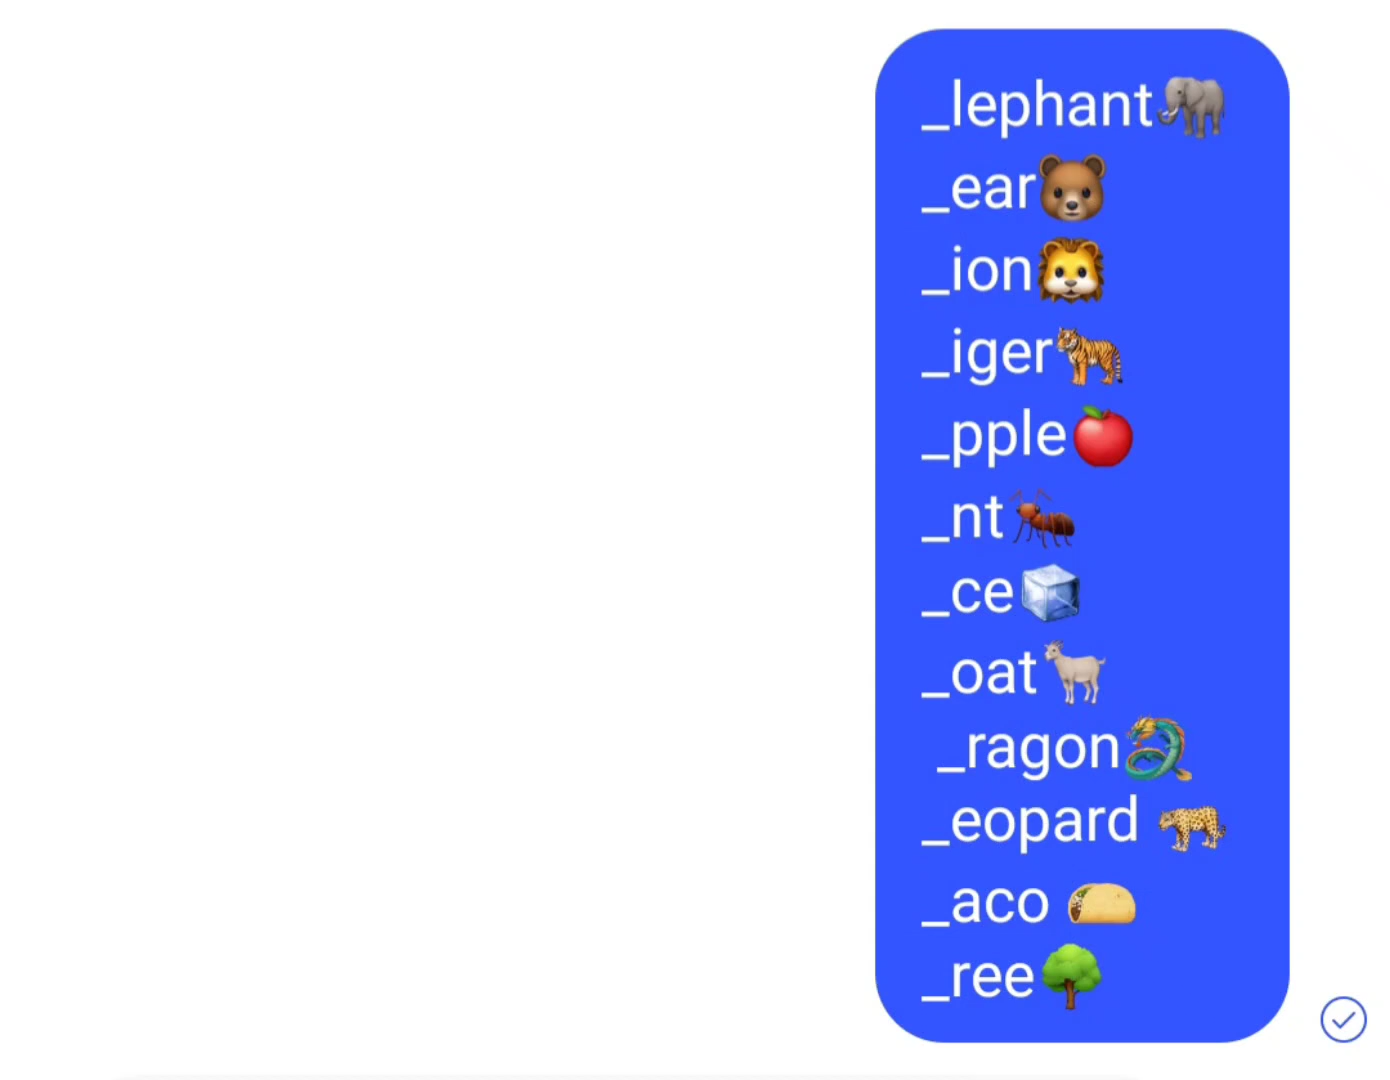 _lephant🐘
_ear🐻
_ion🦁
_iger🐅
_pple🍎
_nt🐜
_ce🧊
_oat🐐
_ragon🐉
_eopard 🐆
_aco 🌮
_ree🌳